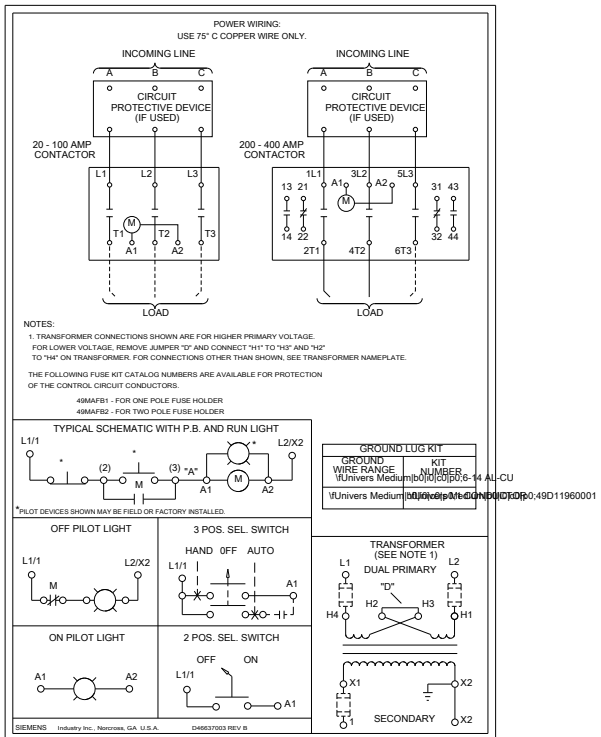 POWER WIRING:
USE 75° C COPPER WIRE ONLY.
INCOMING LINE
A B C
CIRCUIT
PROTECTIVE DEVICE
(IF USED)
20 - 100 AMP
CONTACTOR
L1 L2 L3
M
T1 T2 T3
A1 A2
LOAD
INCOMING LINE
A B C
CIRCUIT
PROTECTIVE DEVICE
(IF USED)
200 - 400 AMP
CONTACTOR
1L1 3L2 5L3
13 21 A1 A2 31 43
M
14 22 32 44
2T1 4T2 6T3
LOAD
NOTES:
1. TRANSFORMER CONNECTIONS SHOWN ARE FOR HIGHER PRIMARY VOLTAGE.
FOR LOWER VOLTAGE, REMOVE JUMPER "D" AND CONNECT "H1" TO "H3" AND "H2"
TO "H4" ON TRANSFORMER. FOR CONNECTIONS OTHER THAN SHOWN, SEE TRANSFORMER NAMEPLATE.
THE FOLLOWING FUSE KIT CATALOG NUMBERS ARE AVAILABLE FOR PROTECTION
OF THE CONTROL CIRCUIT CONDUCTORS.
49MAFB1 - FOR ONE POLE FUSE HOLDER
49MAFB2 - FOR TWO POLE FUSE HOLDER
TYPICAL SCHEMATIC WITH P.B. AND RUN LIGHT
L1/1 * (2) * (3) "A" * L2/X2
M A1 M A2
*PILOT DEVICES SHOWN MAY BE FIELD OR FACTORY INSTALLED.
GROUND LUG KIT
GROUND WIRE RANGE
KIT NUMBER
\fUnivers Medium|b0|i0|c0|p0;6-14 AL-CU
OFF PILOT LIGHT
L1/1 L2/X2
M
3 POS. SEL. SWITCH
HAND OFF AUTO
L1/1 A1
TRANSFORMER
(SEE NOTE 1)
DUAL PRIMARY
L1 L2
"D"
H4 H2 H3 H1
X1 X2
1 SECONDARY X2
ON PILOT LIGHT
A1 A2
2 POS. SEL. SWITCH
OFF ON
L1/1
A1
SIEMENS Industry Inc., Norcross, GA U.S.A. D46637003 REV B